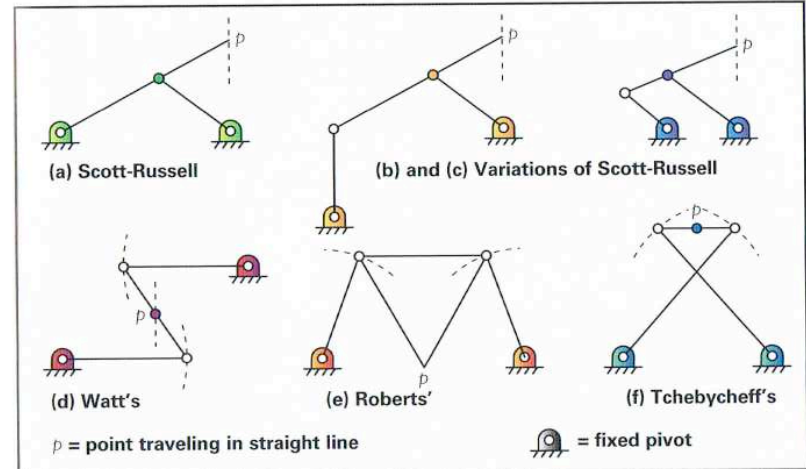 p
p
p
(a) Scott-Russell
(b) and (c) Variations of Scott-Russell
p
p
p
(d) Watt's
(e) Roberts'
(f) Tchebycheff's
p = point traveling in straight line
= fixed pivot